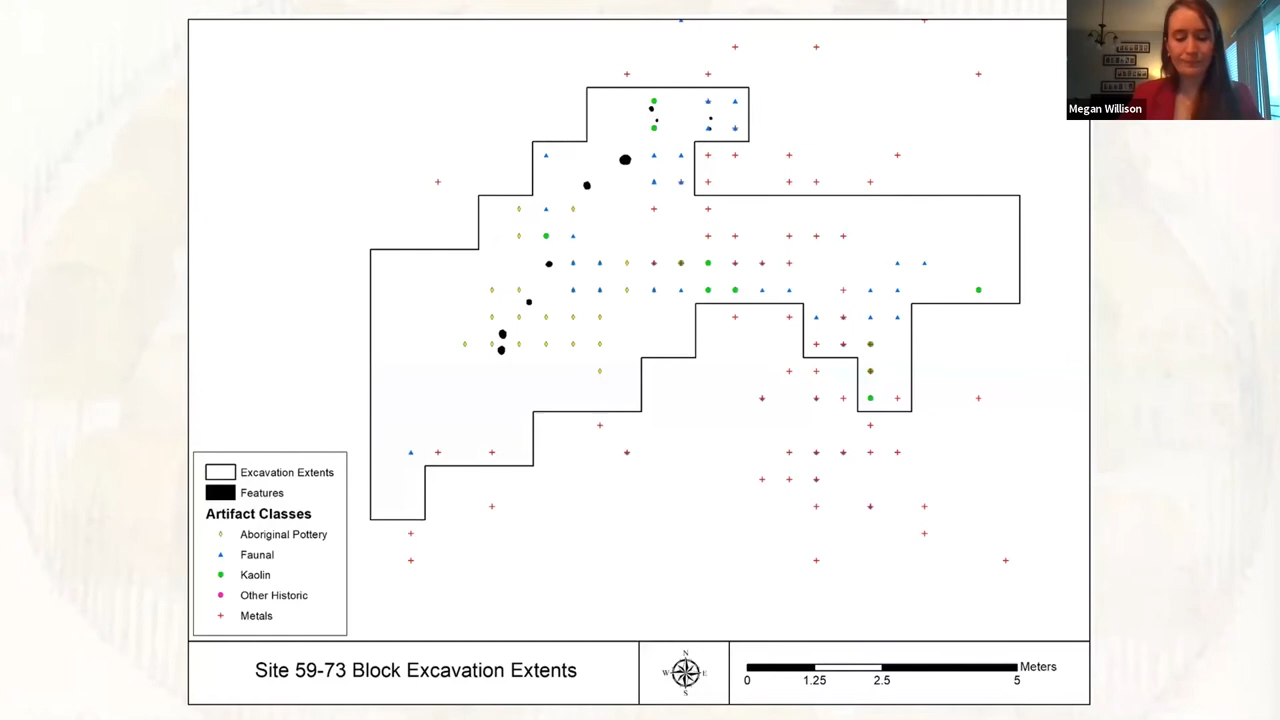 Megan Willison
Excavation Extents
Features
Artifact Classes
Aboriginal Pottery
Faunal
Kaolin
Other Historic
Metals
Site 59-73 Block Excavation Extents
N
W E
S
Meters
0 1.25 2.5 5